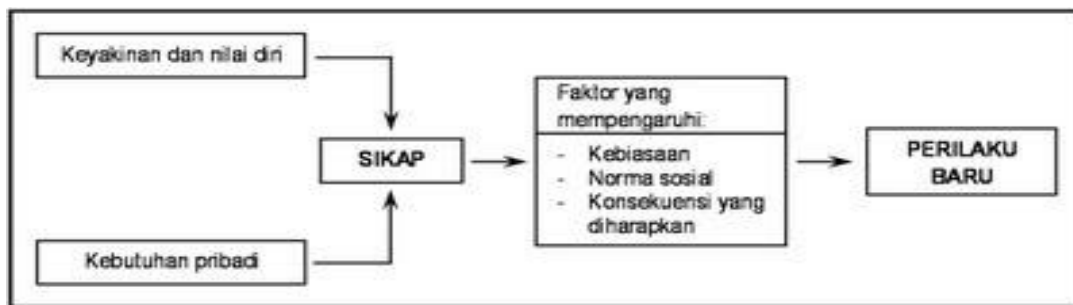 Keyakinan dan nilai diri
Kebutuhan pribadi
SIKAP
Faktor yang
mempengaruhi:
- Kebiasaan
- Norma sosial
- Konsekuensi yang
diharapkan
PERILAKU
BARU